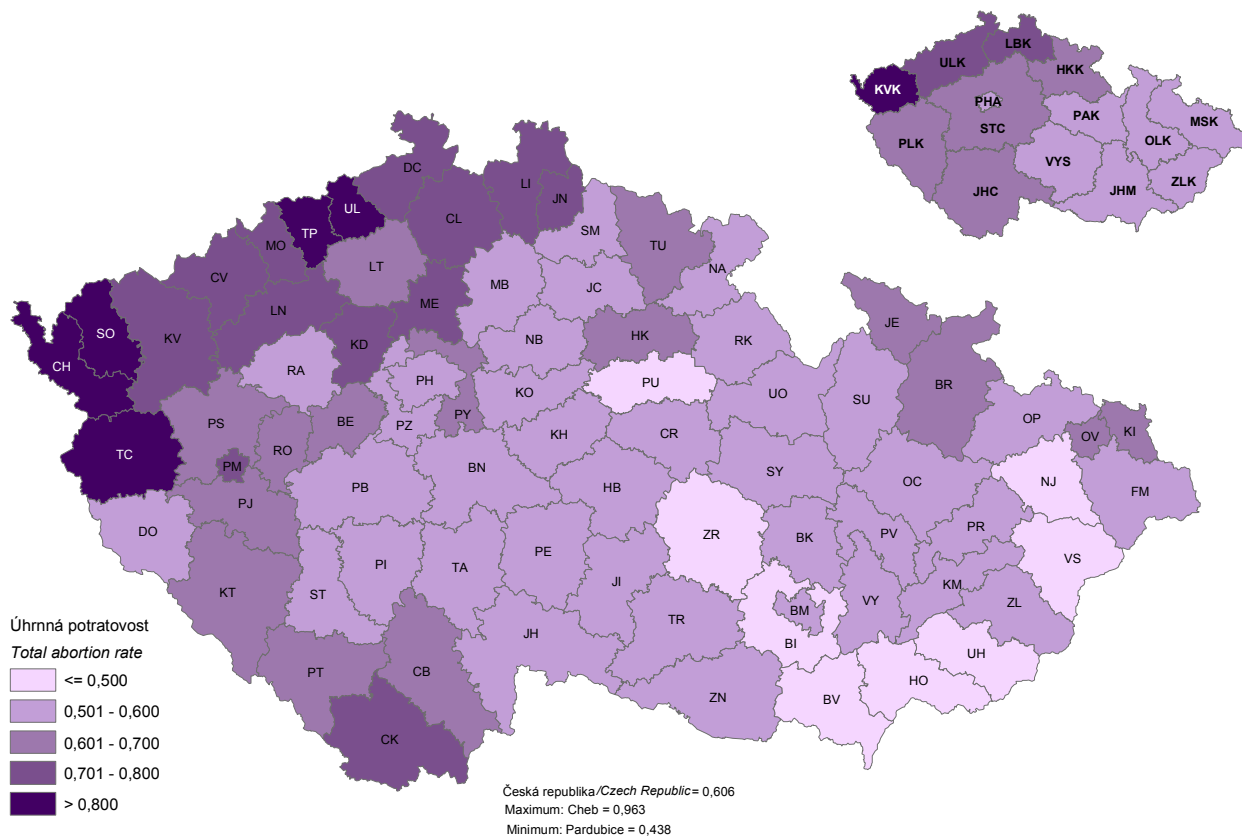 LBK
ULK
HKK
KVK
PHA
PAK
MSK
STC
PLK
OLK
VYS
JHC
JHM
ZLK
DC
LI
JN
UL
CL
TP
SM
MO
TU
LT
NA
CV
MB
JC
SO
KV
LN
ME
JE
HK
NB
RK
KD
CH
RA
PH
PU
BR
KO
UO
SU
OP
PS
BE
PY
PZ
KI
OV
RO
KH
CR
TC
PM
BN
SY
OC
NJ
PB
HB
FM
PJ
DO
PR
ZR
BK
PV
VS
PI
TA
PE
JI
KT
ST
KM
VY
ZL
BM
TR
JH
BI
UH
PT
CB
HO
ZN
BV
CK
Úhrnná potratovost
Total abortion rate
<= 0,500
0,501 - 0,600
0,601 - 0,700
0,701 - 0,800
> 0,800
Česká republika/Czech Republic = 0,606
Maximum: Cheb = 0,963
Minimum: Pardubice = 0,438